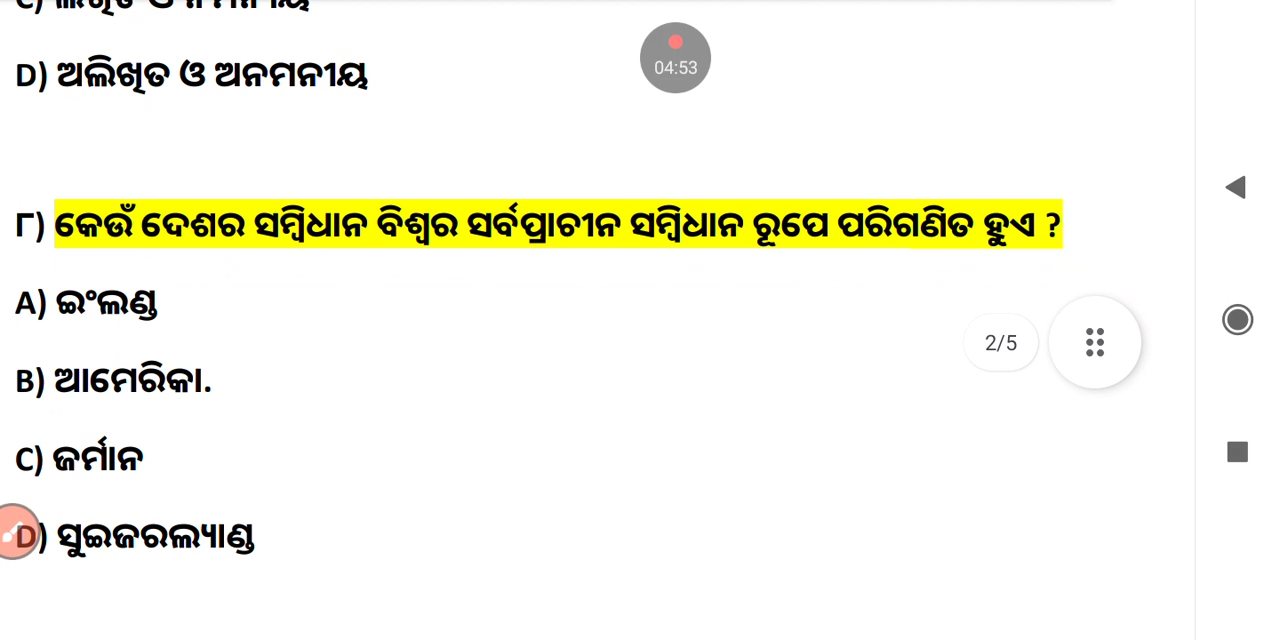 C) ଲିଖିତ ଓ ନମନୀୟ
D) ଅଲିଖିତ ଓ ଅନମନୀୟ
04:53
୮) କେଉଁ ଦେଶର ସମ୍ବିଧାନ ବିଶ୍ୱର ସର୍ବପ୍ରାଚୀନ ସମ୍ବିଧାନ ରୂପେ ପରିଗଣିତ ହୁଏ ?
A) ଇଂଲଣ୍ଡ
2/5
B) ଆମେରିକା.
C) ଜର୍ମାନ
D) ସୁଇଜରଲ୍ୟାଣ୍ଡ